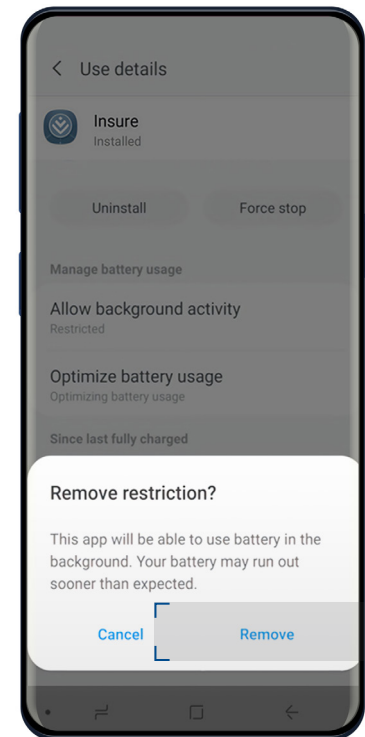 Use details
Insure
Installed
Uninstall Force stop
Manage battery usage
Allow background activity
Restricted
Optimize battery usage
Optimizing battery usage
Since last fully charged
Remove restriction?
This app will be able to use battery in the
background. Your battery may run out
sooner than expected.
Cancel Remove